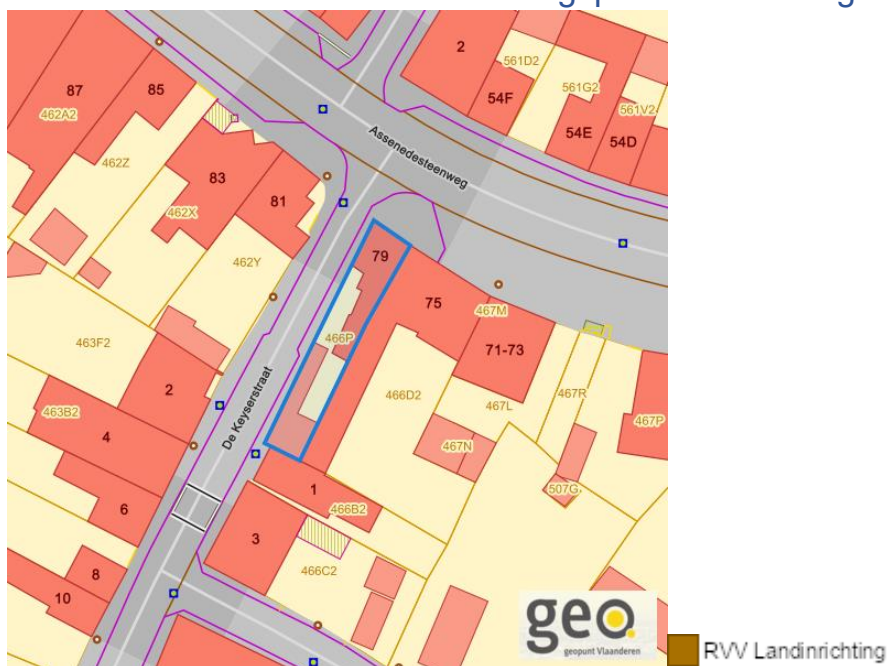 2
561D2
54F
561G2
561V2
54E
54D
87
85
462A2
462Z
83
462X
81
Assenedesteenweg
462Y
79
75
467M
466P
71-73
463F2
467L
467R
466D2
467P
467N
2
463B2
4
De Keyserstraat
6
1
466B2
507G
3
466C2
8
10
geo
geopunt Vlaanderen
RVV Landinrichting